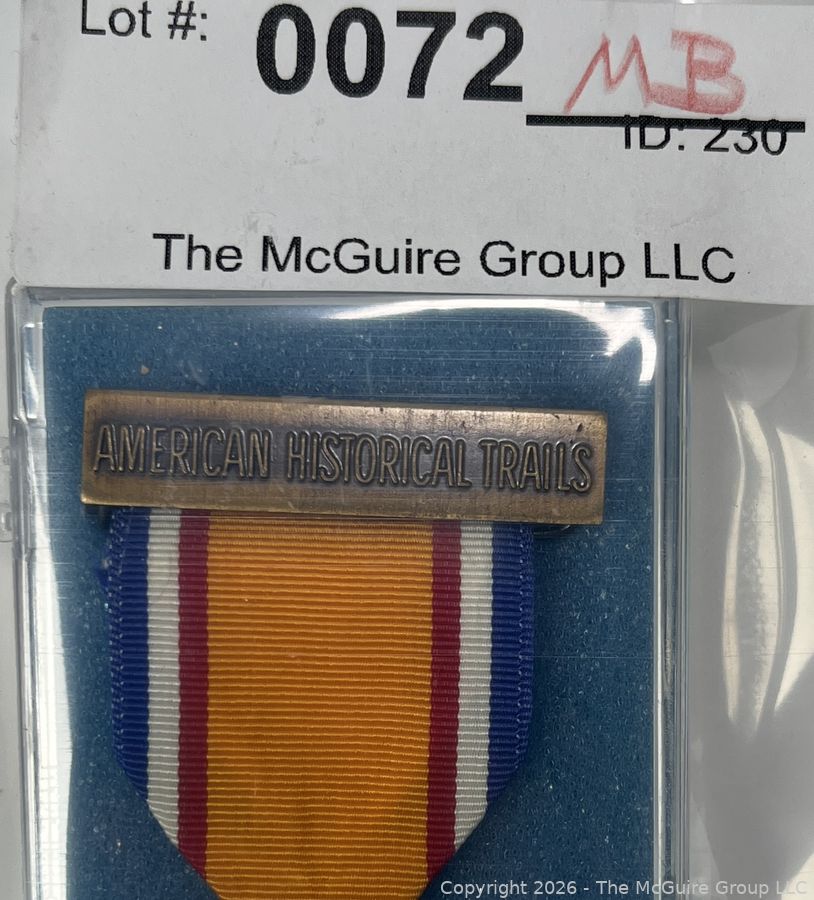 Lot #: 0072 MB
ID: 230
The McGuire Group LLC
AMERICAN HISTORICAL TRAILS
Copyright 2026 - The McGuire Group LLC